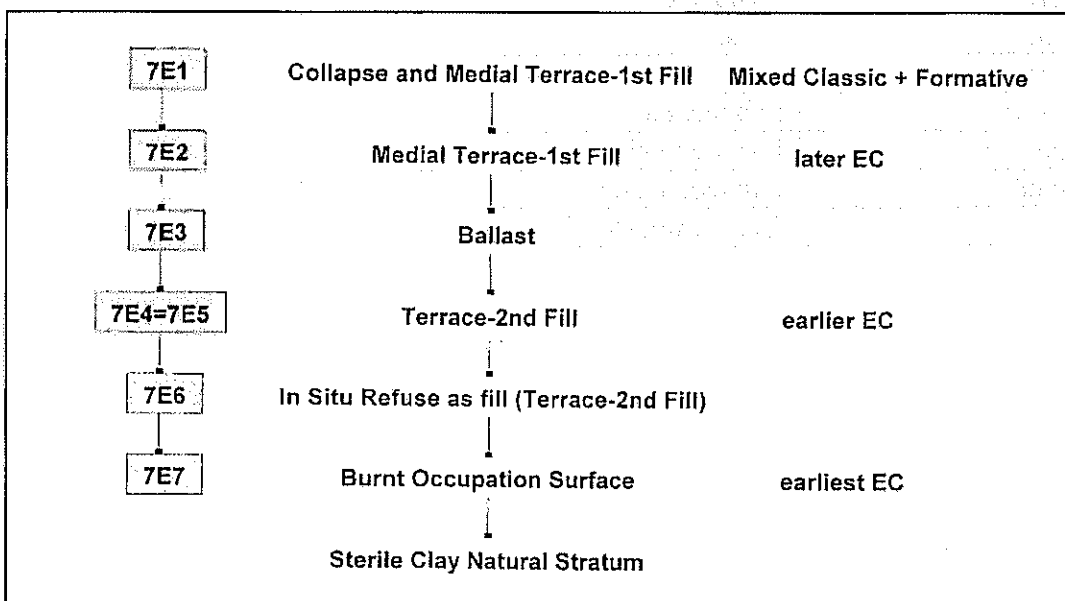 7E1 Collapse and Medial Terrace-1st Fill Mixed Classic + Formative
7E2 Medial Terrace-1st Fill later EC
7E3 Ballast
7E4=7E5 Terrace-2nd Fill earlier EC
7E6 In Situ Refuse as fill (Terrace-2nd Fill)
7E7 Burnt Occupation Surface earliest EC
Sterile Clay Natural Stratum